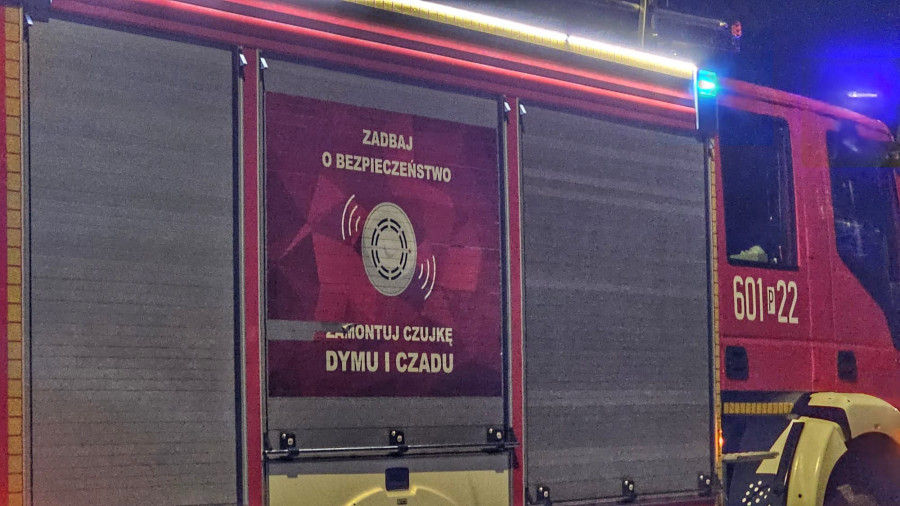 ZADBAJ
O BEZPIECZEŃSTWO
ZAMONTUJ CZUJKĘ
DYMU I CZADU
601 P 22